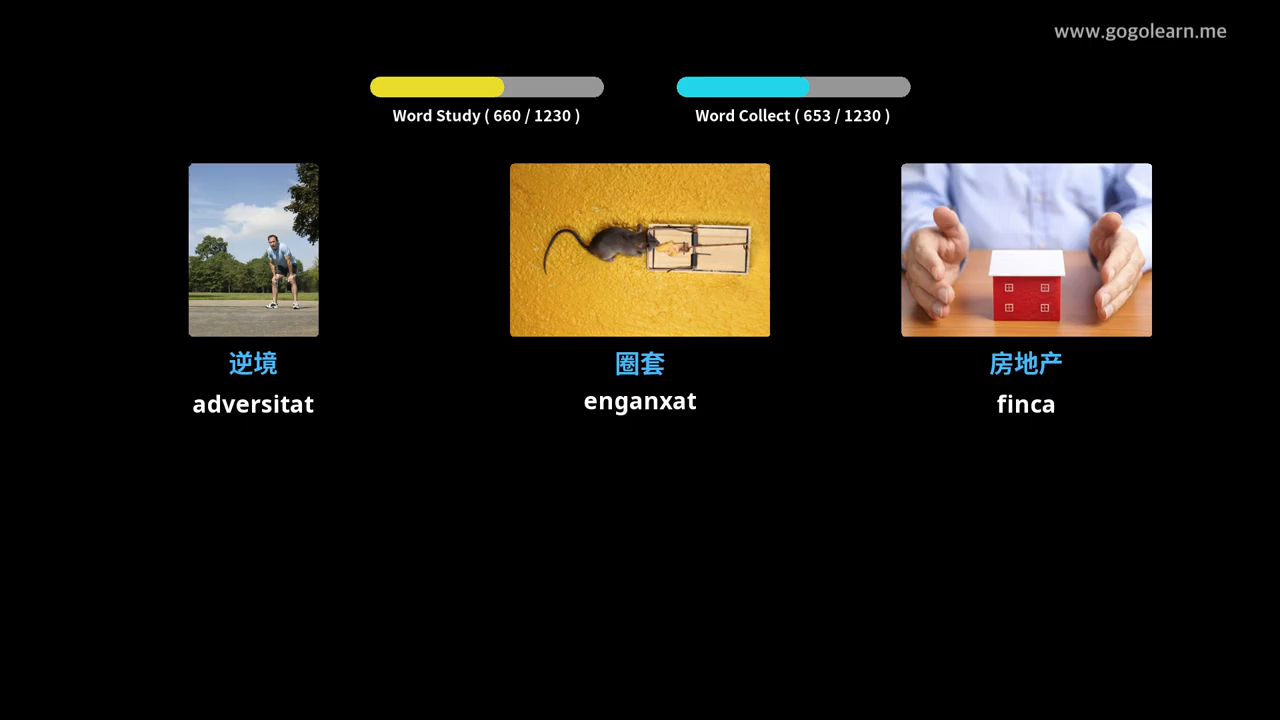 www.gogolearn.me
Word Study ( 660 / 1230 )
Word Collect ( 653 / 1230 )
逆境
圈套
房地产
adversitat
enganxat
finca